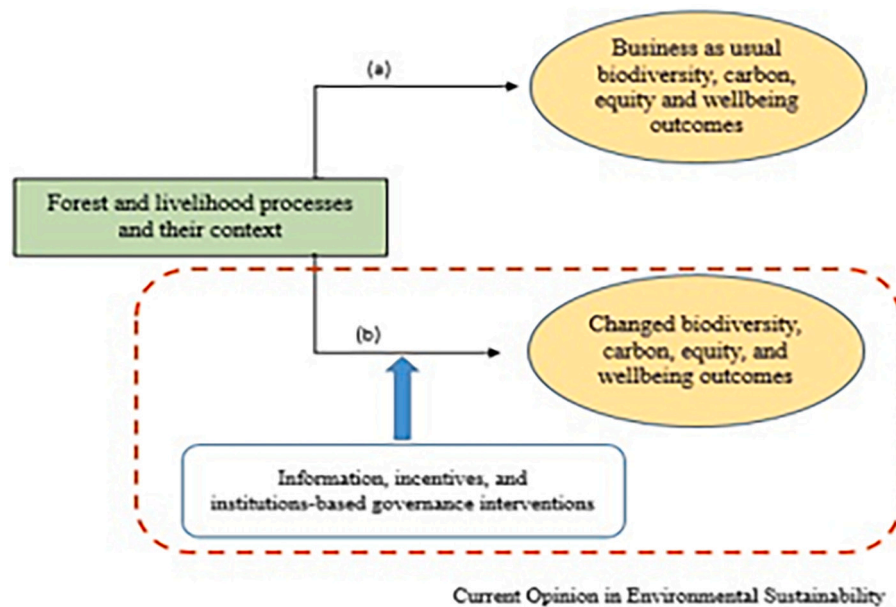 (a)
Business as usual
biodiversity, carbon,
equity and wellbeing
outcomes
Forest and livelihood processes
and their context
(b)
Changed biodiversity,
carbon, equity, and
wellbeing outcomes
Information, incentives, and
institutions-based governance interventions
Current Opinion in Environmental Sustainability